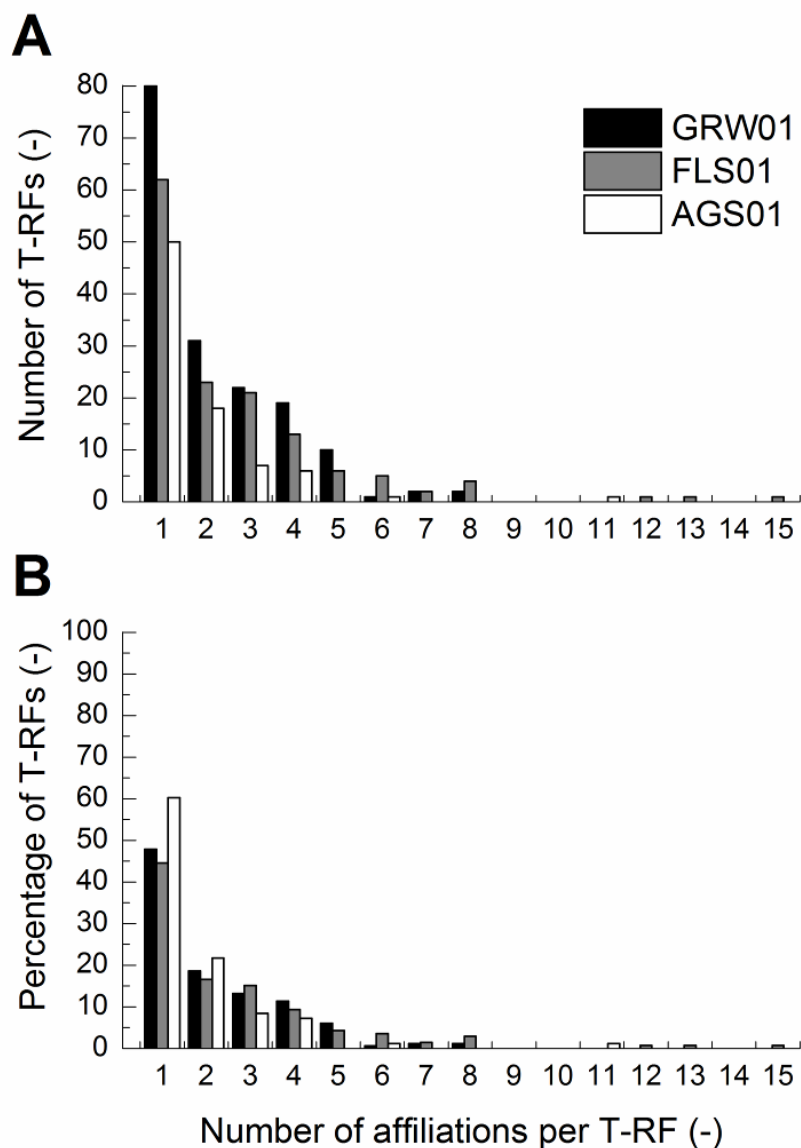 A
80
70
60
50
40
30
20
10
0
Number of T-RFs (-)
GRW01
FLS01
AGS01
1 2 3 4 5 6 7 8 9 10 11 12 13 14 15
B
100
90
80
70
60
50
40
30
20
10
0
Percentage of T-RFs (-)
1 2 3 4 5 6 7 8 9 10 11 12 13 14 15
Number of affiliations per T-RF (-)